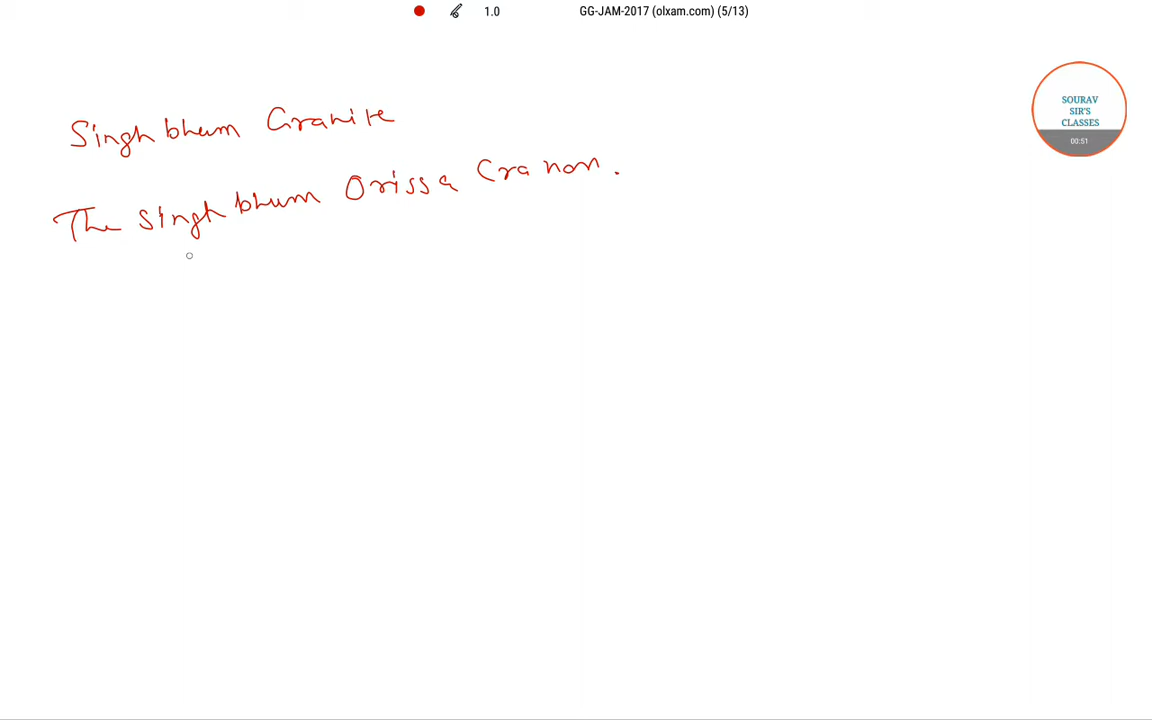 1.0 GG-JAM-2017 (olxam.com) (5/13)
Singhbhum Granite
The Singhbhum Orissa Cranon.
SOURAV
SIR'S
CLASSES
00:51